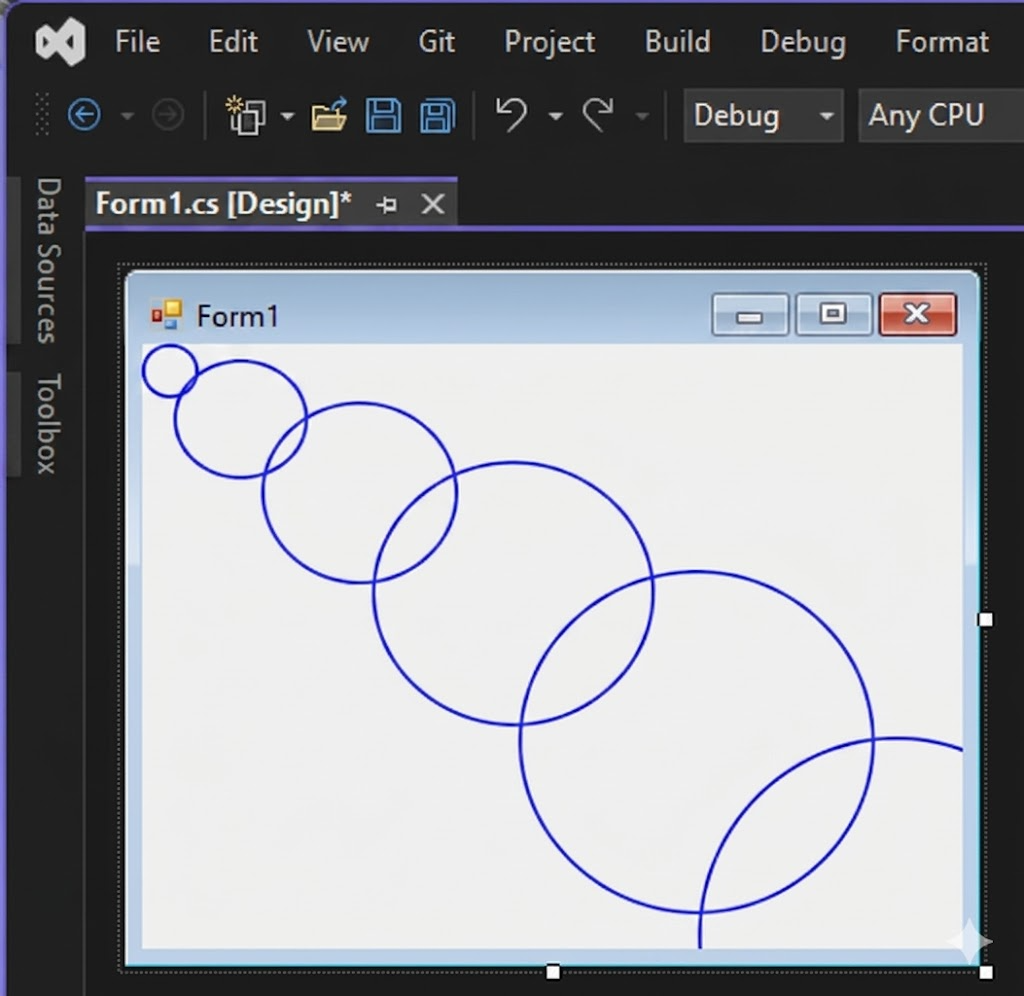 File Edit View Git Project Build Debug Format
Debug Any CPU
Data Sources
Toolbox
Form1.cs [Design]*
Form1